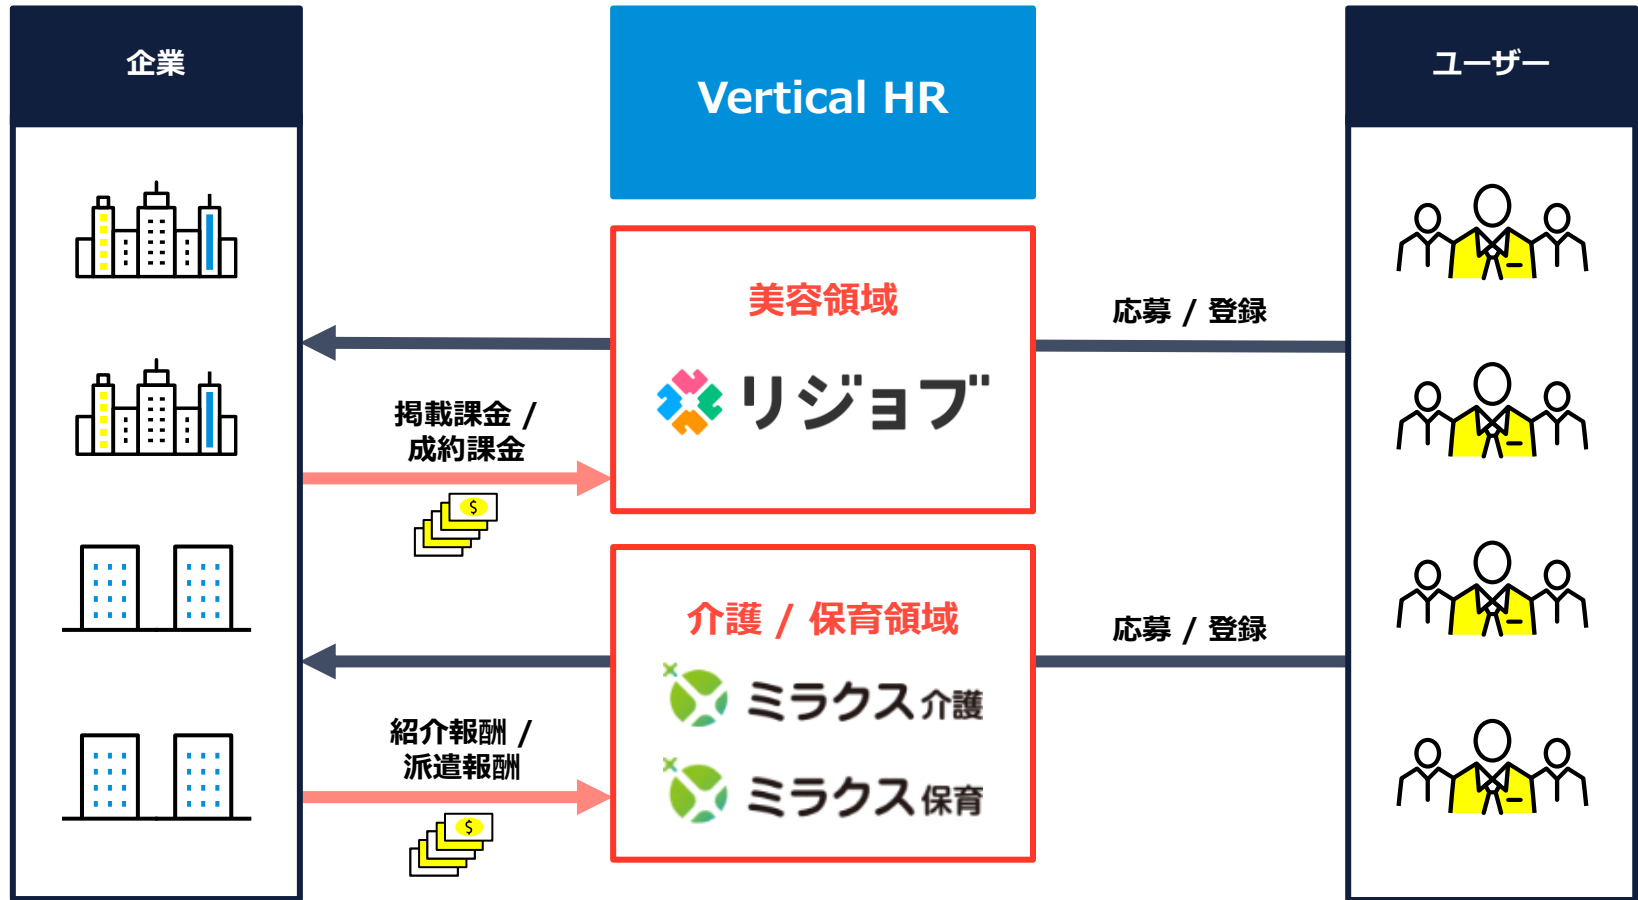 企業
Vertical HR
ユーザー
美容領域
リジョブ
応募 / 登録
掲載課金 /
成約課金
$
介護 / 保育領域
ミラクス介護
ミラクス保育
応募 / 登録
紹介報酬 /
派遣報酬
$